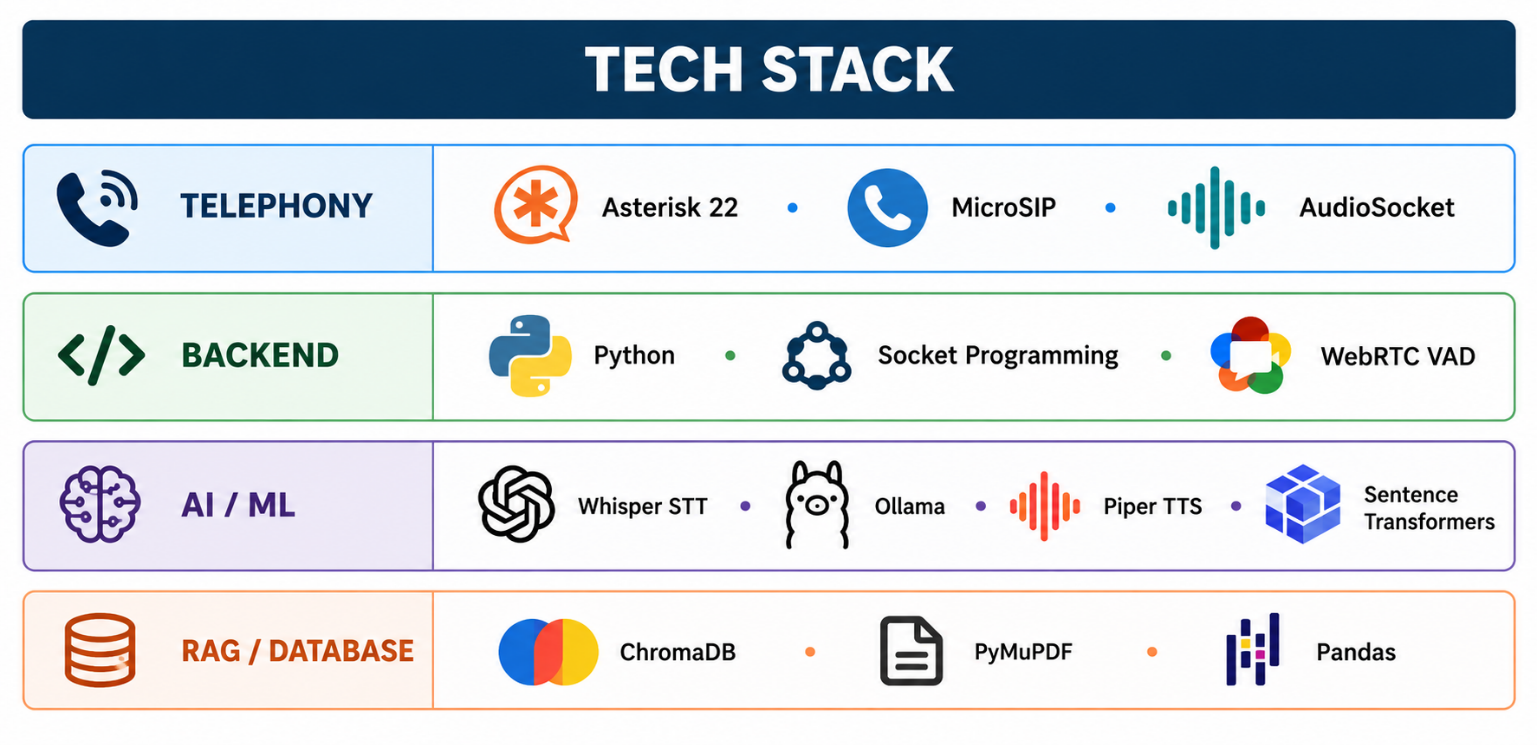 TECH STACK
TELEPHONY
Asterisk 22 • MicroSIP • AudioSocket
BACKEND
Python • Socket Programming • WebRTC VAD
AI / ML
Whisper STT • Ollama • Piper TTS • Sentence
Transformers
RAG / DATABASE
ChromaDB • PyMuPDF • Pandas